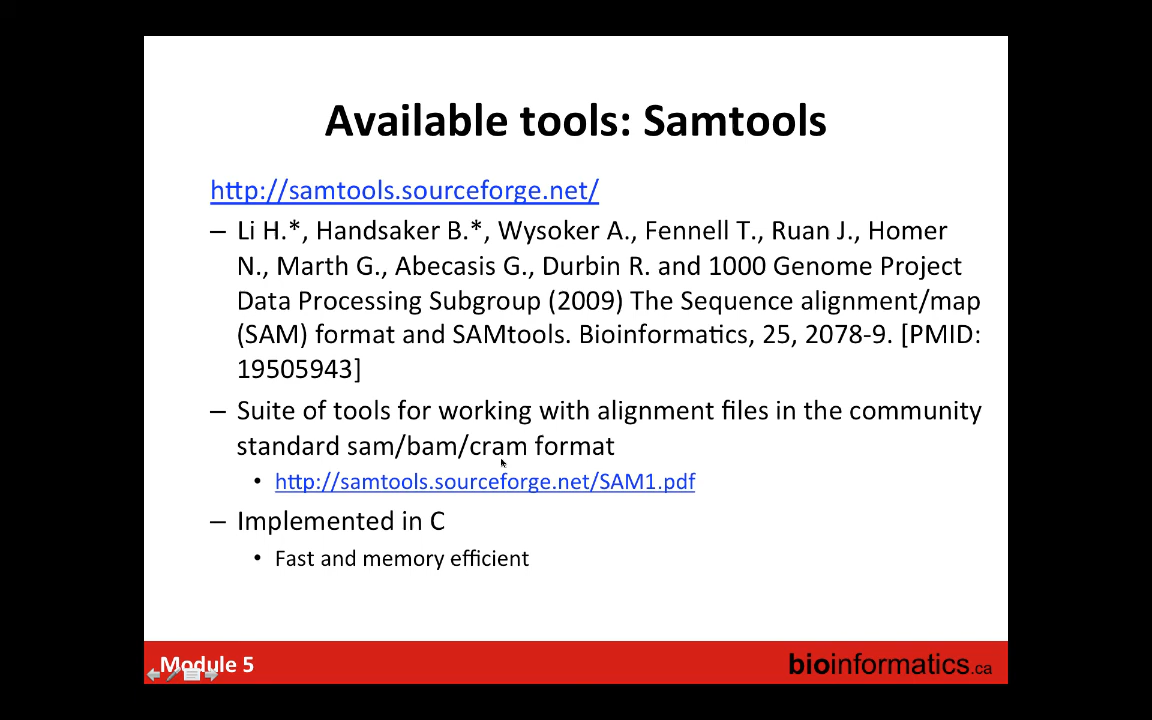 Available tools: Samtools
http://samtools.sourceforge.net/
– Li H.*, Handsaker B.*, Wysoker A., Fennell T., Ruan J., Homer
N., Marth G., Abecasis G., Durbin R. and 1000 Genome Project
Data Processing Subgroup (2009) The Sequence alignment/map
(SAM) format and SAMtools. Bioinformatics, 25, 2078-9. [PMID:
19505943]
– Suite of tools for working with alignment files in the community
standard sam/bam/cram format
• http://samtools.sourceforge.net/SAM1.pdf
– Implemented in C
• Fast and memory efficient
Module 5
bioinformatics.ca